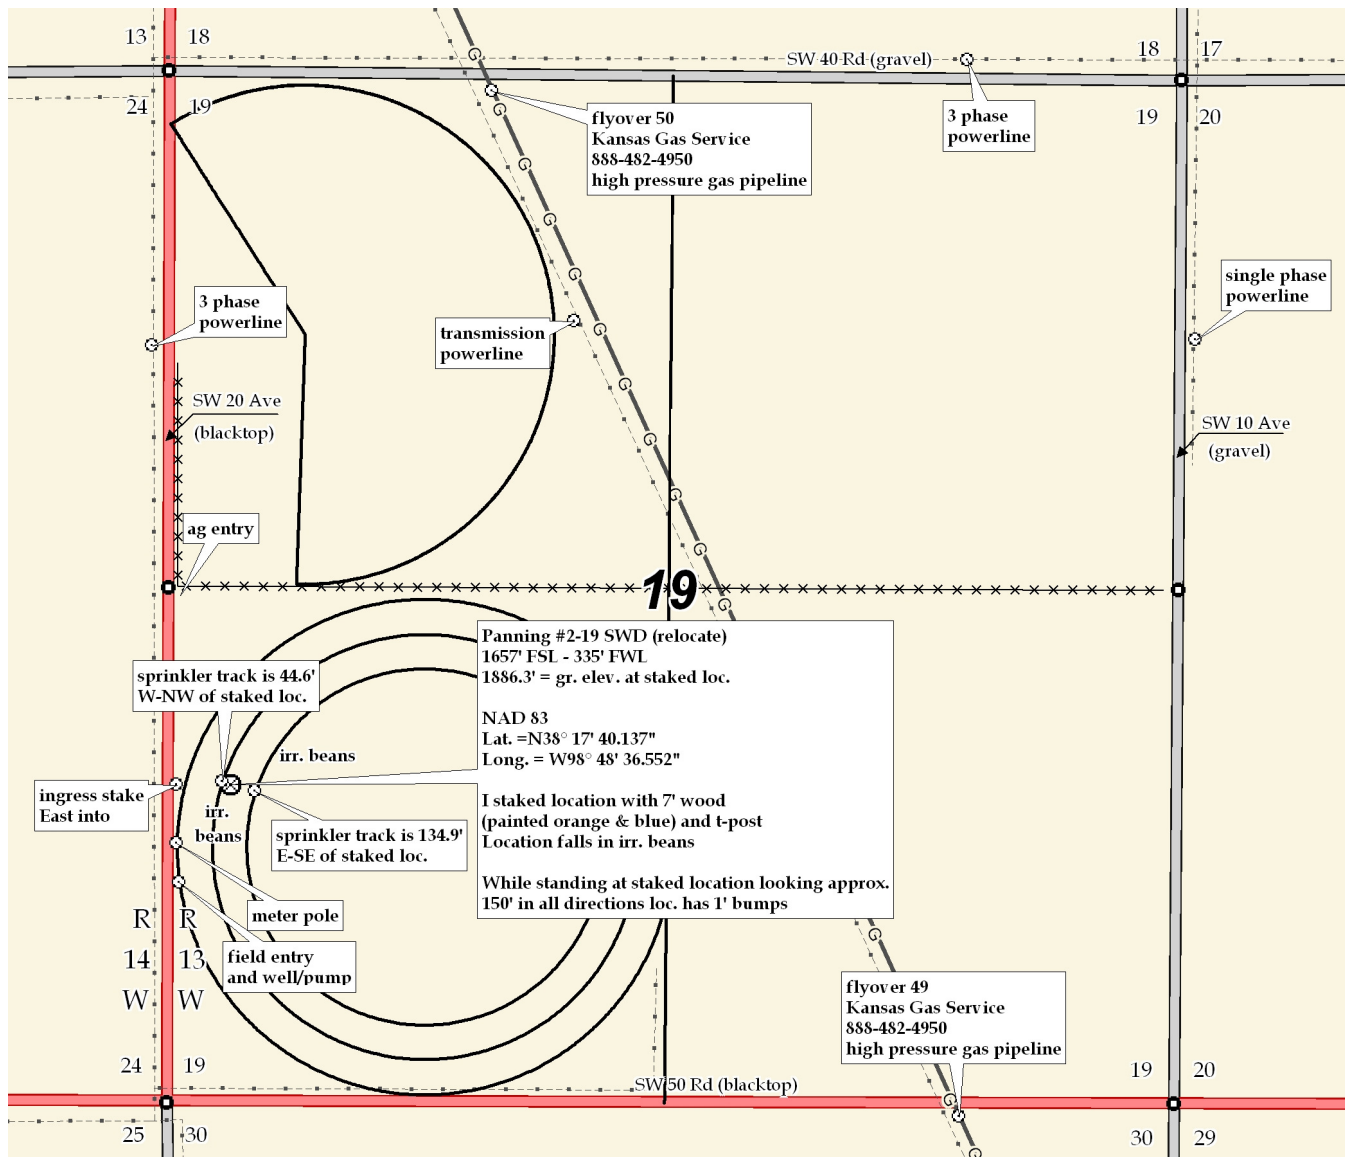 13 18
18 17
SW 40 Rd (gravel)
24 19
19 20
flyover 50
Kansas Gas Service
888-482-4950
high pressure gas pipeline
3 phase
powerline
G
G
G
G
G
G
G
G
G
G
G
single phase
powerline
3 phase
powerline
transmission
powerline
SW 20 Ave
(blacktop)
SW 10 Ave
(gravel)
ag entry
19
Panning #2-19 SWD (relocate)
1657' FSL - 335' FWL
1886.3' = gr. elev. at staked loc.
NAD 83
Lat. =N38° 17' 40.137"
Long. = W98° 48' 36.552"
I staked location with 7' wood
(painted orange & blue) and t-post
Location falls in irr. beans
While standing at staked location looking approx.
150' in all directions loc. has 1' bumps
sprinkler track is 44.6'
W-NW of staked loc.
irr. beans
ingress stake
East into
irr.
beans
sprinkler track is 134.9'
E-SE of staked loc.
meter pole
R R
14 13
W W
field entry
and well/pump
G
flyover 49
Kansas Gas Service
888-482-4950
high pressure gas pipeline
24 19
19 20
SW 50 Rd (blacktop)
G
G
25 30
30 29